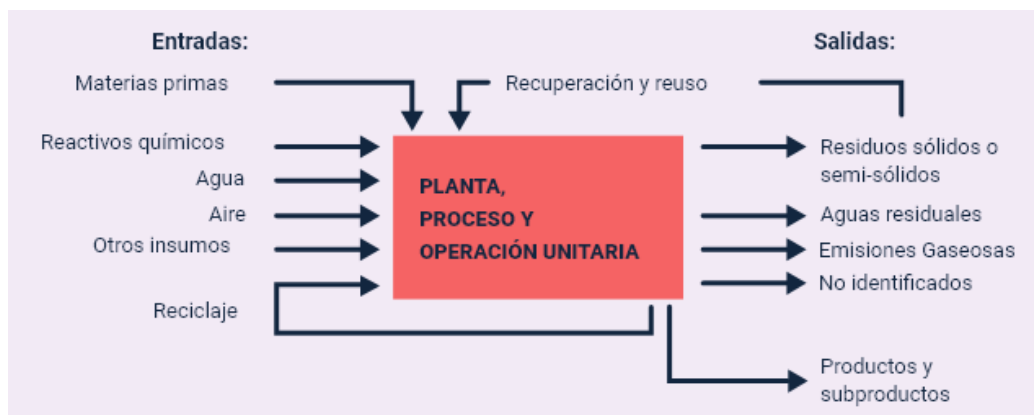 Entradas:
Salidas:
Materias primas
Recuperación y reuso
Reactivos químicos
Agua
Aire
Otros insumos
Reciclaje
PLANTA,
PROCESO Y
OPERACIÓN UNITARIA
Residuos sólidos o
semi-sólidos
Aguas residuales
Emisiones Gaseosas
No identificados
Productos y
subproductos